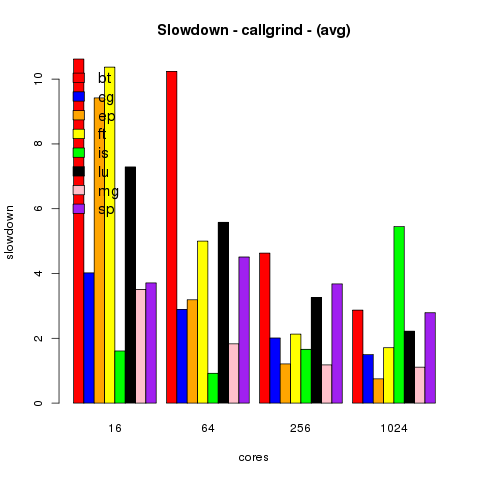 Slowdown - callgrind - (avg)
slowdown
10
8
6
4
2
0
bt
cg
ep
ft
is
lu
mg
sp
16 64 256 1024
cores